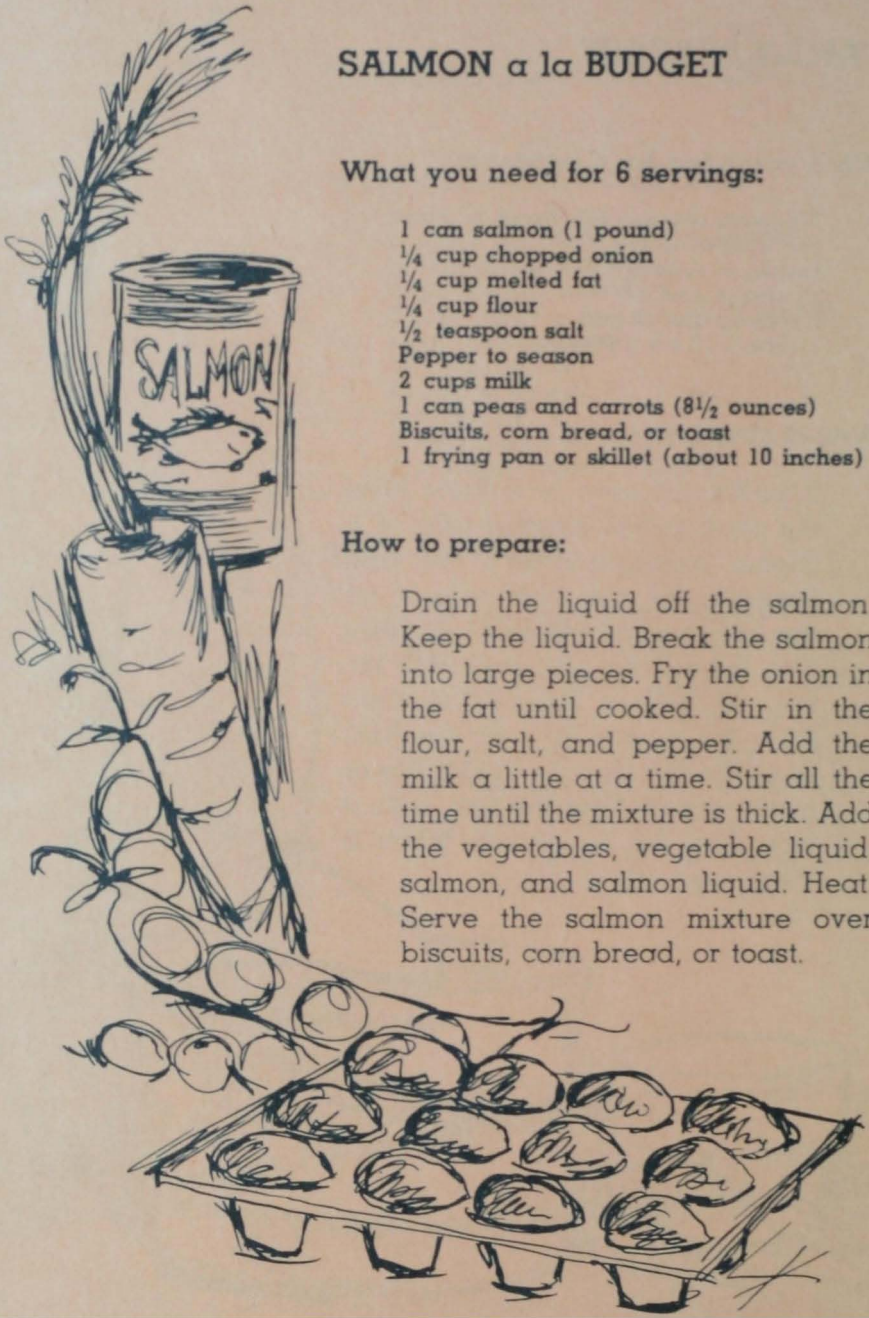 SALMON a la BUDGET
What you need for 6 servings:
1 can salmon (1 pound)
¼ cup chopped onion
¼ cup melted fat
¼ cup flour
½ teaspoon salt
Pepper to season
2 cups milk
1 can peas and carrots (8½ ounces)
Biscuits, corn bread, or toast
1 frying pan or skillet (about 10 inches)
SALMON
How to prepare:
Drain the liquid off the salmon
Keep the liquid. Break the salmon
into large pieces. Fry the onion in
the fat until cooked. Stir in the
flour, salt, and pepper. Add the
milk a little at a time. Stir all the
time until the mixture is thick. Add
the vegetables, vegetable liquid
salmon, and salmon liquid. Heat
Serve the salmon mixture over
biscuits, corn bread, or toast.